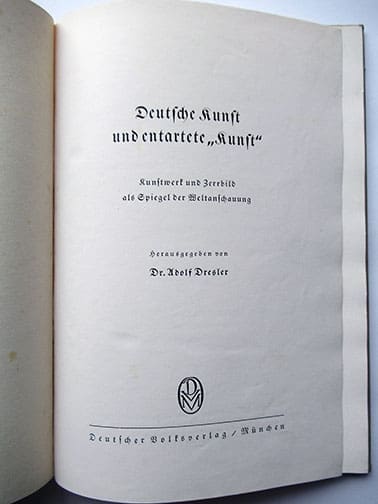 Deutsche Kunst
und entartete „Kunst“
Kunstwerk und Zerrbild
als Spiegel der Weltanschauung
Herausgegeben von
Dr. Adolf Dresler
DVM
Deutscher Volksverlag / München